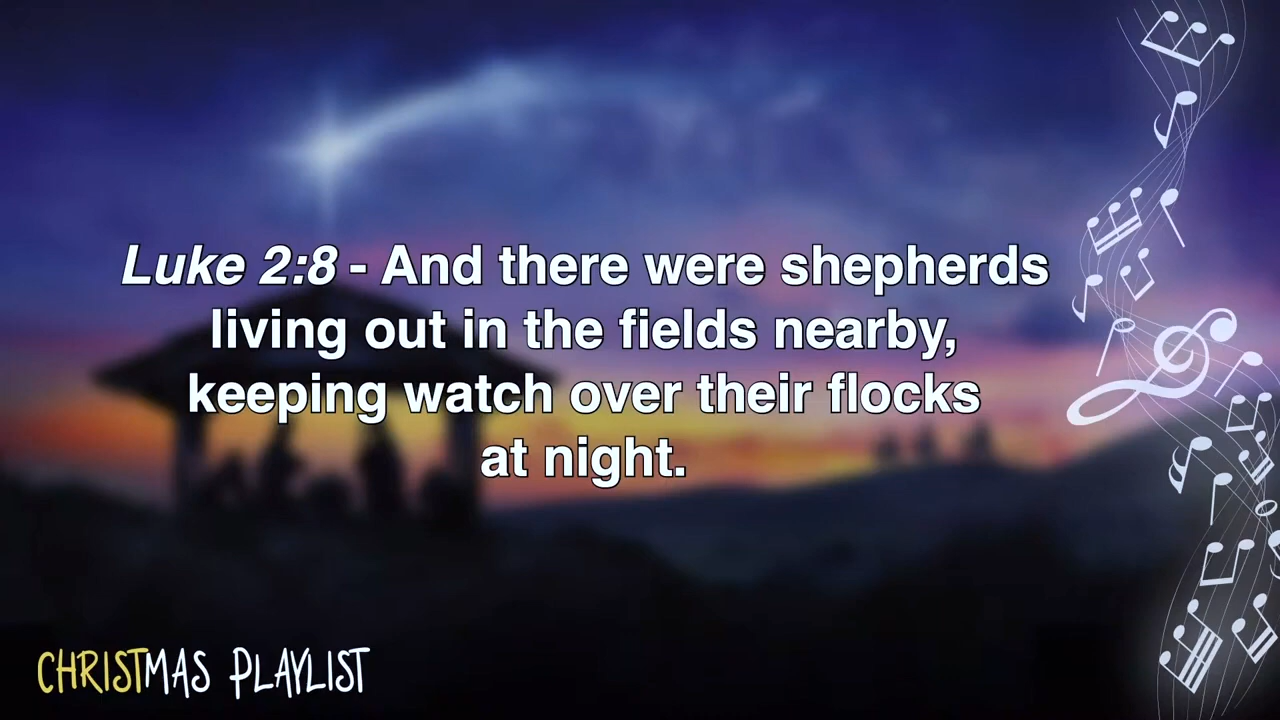 Luke 2:8 - And there were shepherds
living out in the fields nearby,
keeping watch over their flocks
at night.
CHRISTMAS PLAYLIST